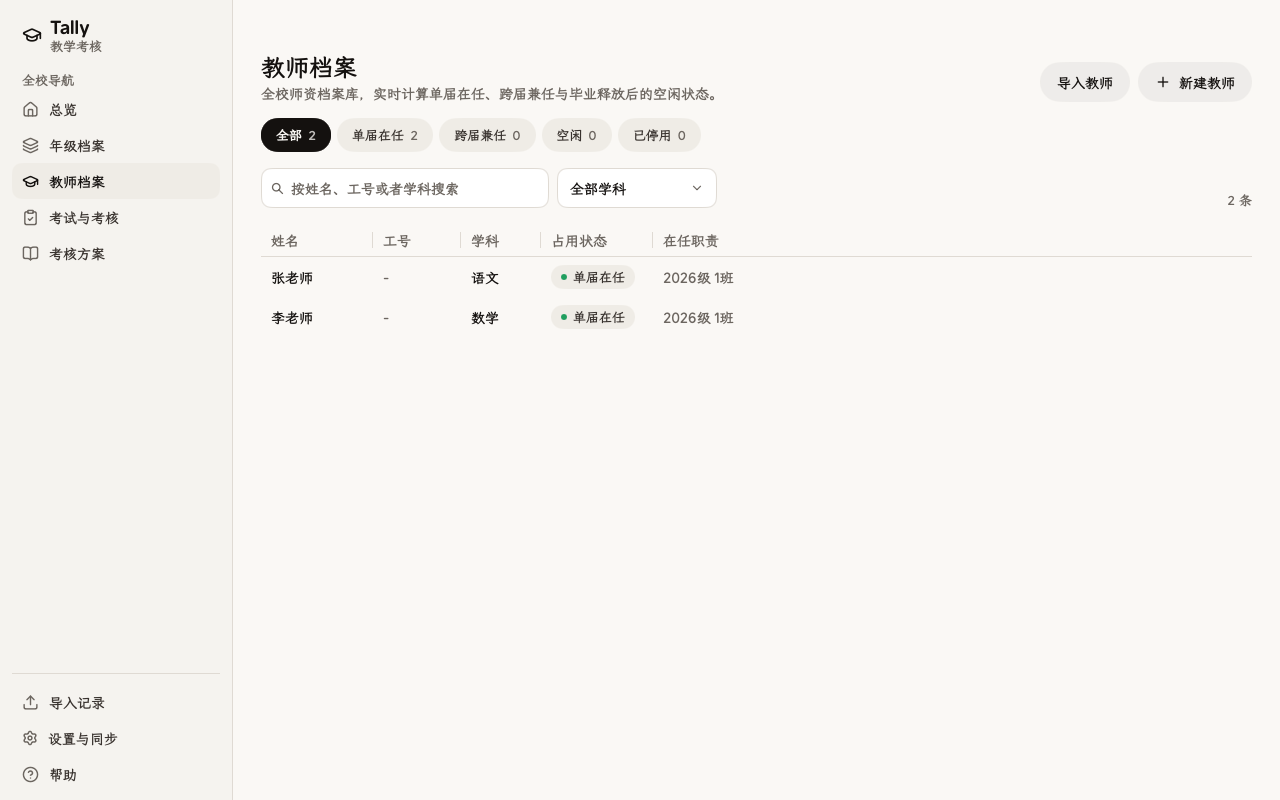 Tally
教学考核
全校导航
总览
年级档案
教师档案
考试与考核
考核方案
导入记录
设置与同步
帮助
教师档案
全校师资档案库，实时计算单届在任、跨届兼任与毕业释放后的空闲状态。
导入教师
新建教师
全部 2
单届在任 2
跨届兼任 0
空闲 0
已停用 0
按姓名、工号或者学科搜索
全部学科
2 条
姓名 工号 学科 占用状态 在任职责
张老师 - 语文 单届在任 2026级 1班
李老师 - 数学 单届在任 2026级 1班